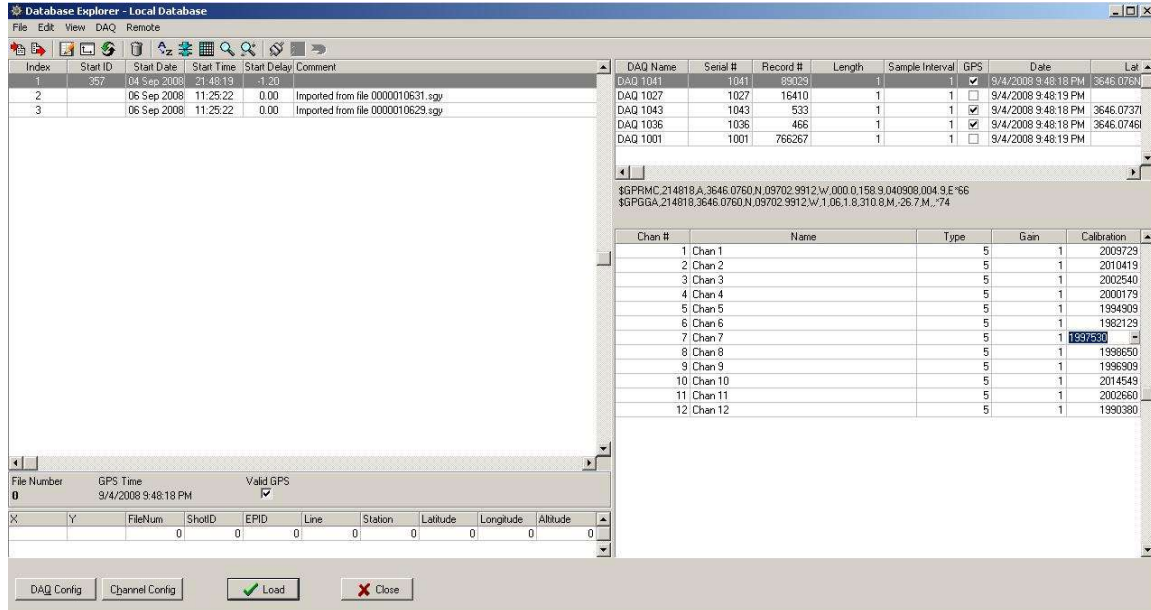 Database Explorer - Local Database
File Edit View DAQ Remote
Index Start ID Start Date Start Time Start Delay Comment
1 357 04 Sep 2008 21:48:19 -1.20
2 06 Sep 2008 11:25:22 0.00 Imported from file 0000010631.sgy
3 06 Sep 2008 11:25:22 0.00 Imported from file 0000010629.sgy
DAQ Name Serial # Record # Length Sample Interval GPS Date Lat
DAQ 1041 1041 89029 1 1 9/4/2008 9:48:18 PM 3646.076N
DAQ 1027 1027 16410 1 1 9/4/2008 9:48:19 PM
DAQ 1043 1043 533 1 1 9/4/2008 9:48:18 PM 3646.0737
DAQ 1036 1036 466 1 1 9/4/2008 9:48:18 PM 3646.0746
DAQ 1001 1001 766267 1 1 9/4/2008 9:48:19 PM
$GPRMC,214818,A,3646.0760,N,09702.9912,W,000.0,158.9,040908,004.9,E*66
$GPGGA,214818,3646.0760,N,09702.9912,W,1,06,1.8,310.8,M,-26.7,M,,*74
Chan # Name Type Gain Calibration
1 Chan 1 5 1 2009729
2 Chan 2 5 1 2010419
3 Chan 3 5 1 2002540
4 Chan 4 5 1 2000179
5 Chan 5 5 1 1994909
6 Chan 6 5 1 1982129
7 Chan 7 5 1 1997530
8 Chan 8 5 1 1998650
9 Chan 9 5 1 1996909
10 Chan 10 5 1 2014549
11 Chan 11 5 1 2002660
12 Chan 12 5 1 1990380
File Number GPS Time Valid GPS
0 9/4/2008 9:48:18 PM
X Y FileNum ShotID EPID Line Station Latitude Longitude Altitude
0 0 0 0 0 0 0 0
DAQ Config Channel Config Load Close